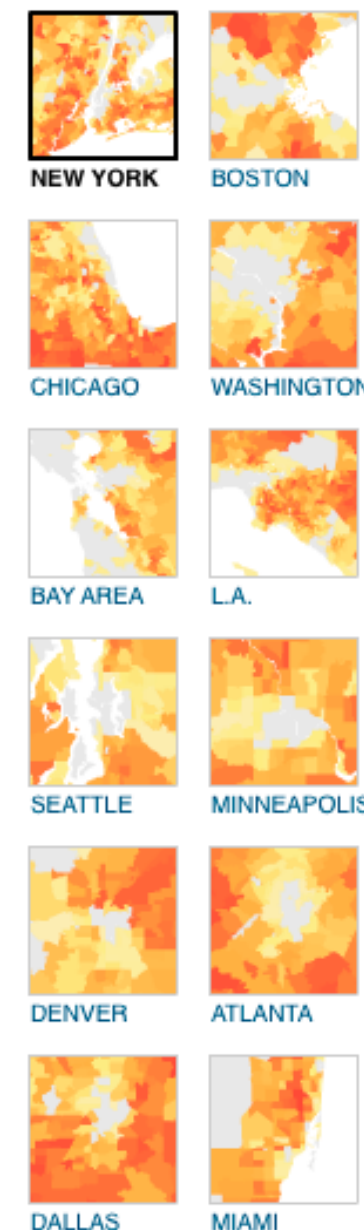 NEW YORK
BOSTON
CHICAGO
WASHINGTON
BAY AREA
L.A.
SEATTLE
MINNEAPOLIS
DENVER
ATLANTA
DALLAS
MIAMI